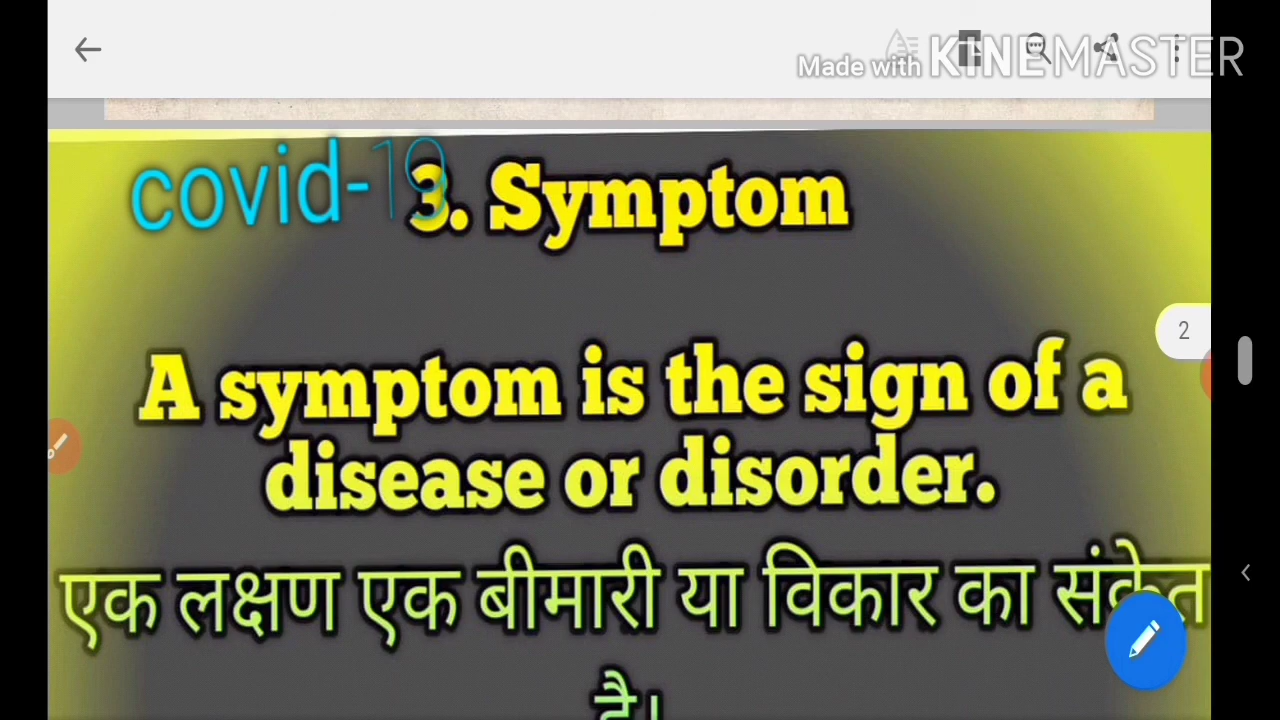 Made with KINEMASTER
covid-19
3. Symptom
2
A symptom is the sign of a
disease or disorder.
एक लक्षण एक बीमारी या विकार का संकेत
है।